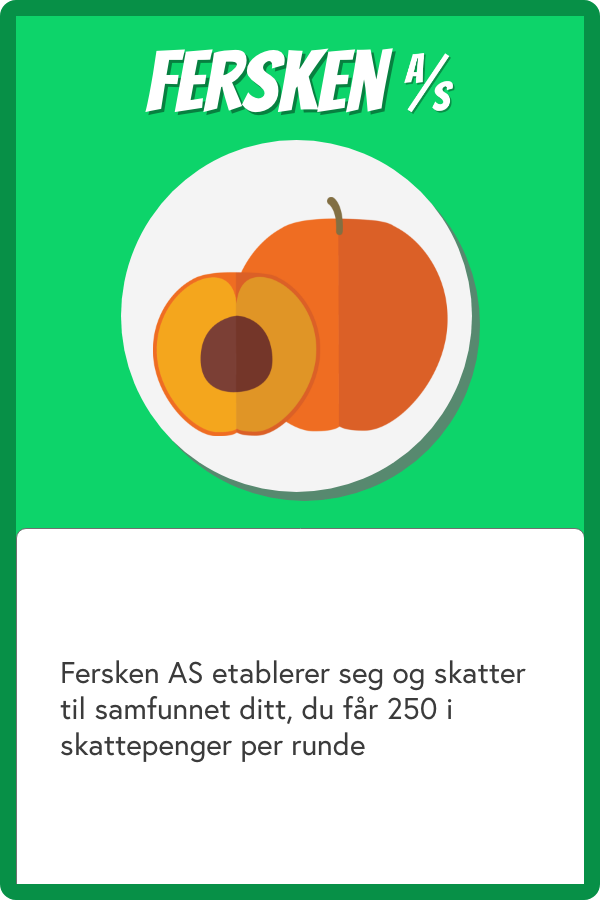 FERSKEN A/S
Fersken AS etablerer seg og skatter
til samfunnet ditt, du får 250 i
skattepenger per runde